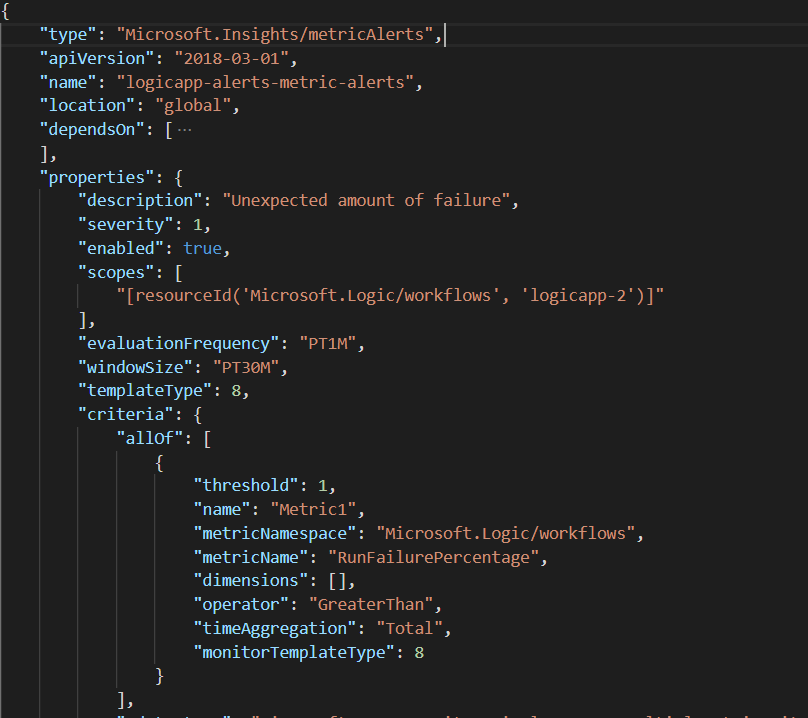 {
"type": "Microsoft.Insights/metricAlerts",
"apiVersion": "2018-03-01",
"name": "logicapp-alerts-metric-alerts",
"location": "global",
"dependsOn": [ ···
],
"properties": {
"description": "Unexpected amount of failure",
"severity": 1,
"enabled": true,
"scopes": [
"[resourceId('Microsoft.Logic/workflows', 'logicapp-2')]"
],
"evaluationFrequency": "PT1M",
"windowSize": "PT30M",
"templateType": 8,
"criteria": {
"allOf": [
{
"threshold": 1,
"name": "Metric1",
"metricNamespace": "Microsoft.Logic/workflows",
"metricName": "RunFailurePercentage",
"dimensions": [],
"operator": "GreaterThan",
"timeAggregation": "Total",
"monitorTemplateType": 8
}
],